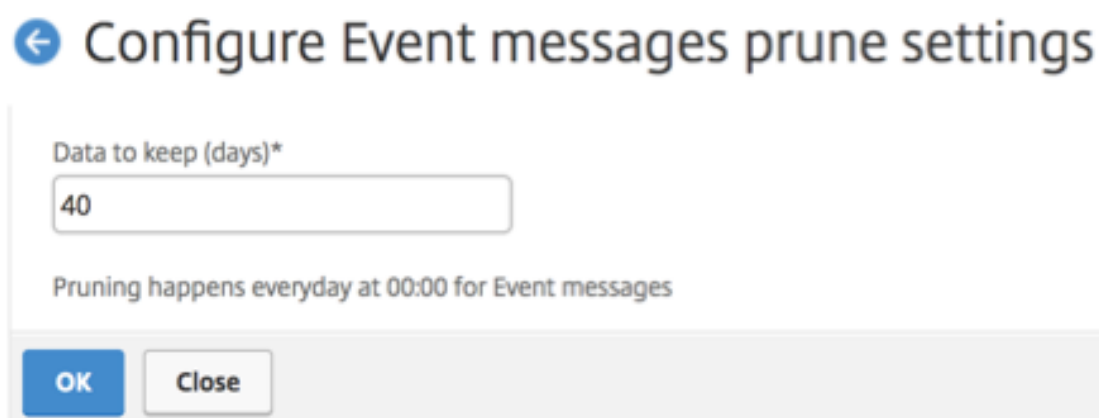 Configure Event messages prune settings
Data to keep (days)*
40
Pruning happens everyday at 00:00 for Event messages
OK Close